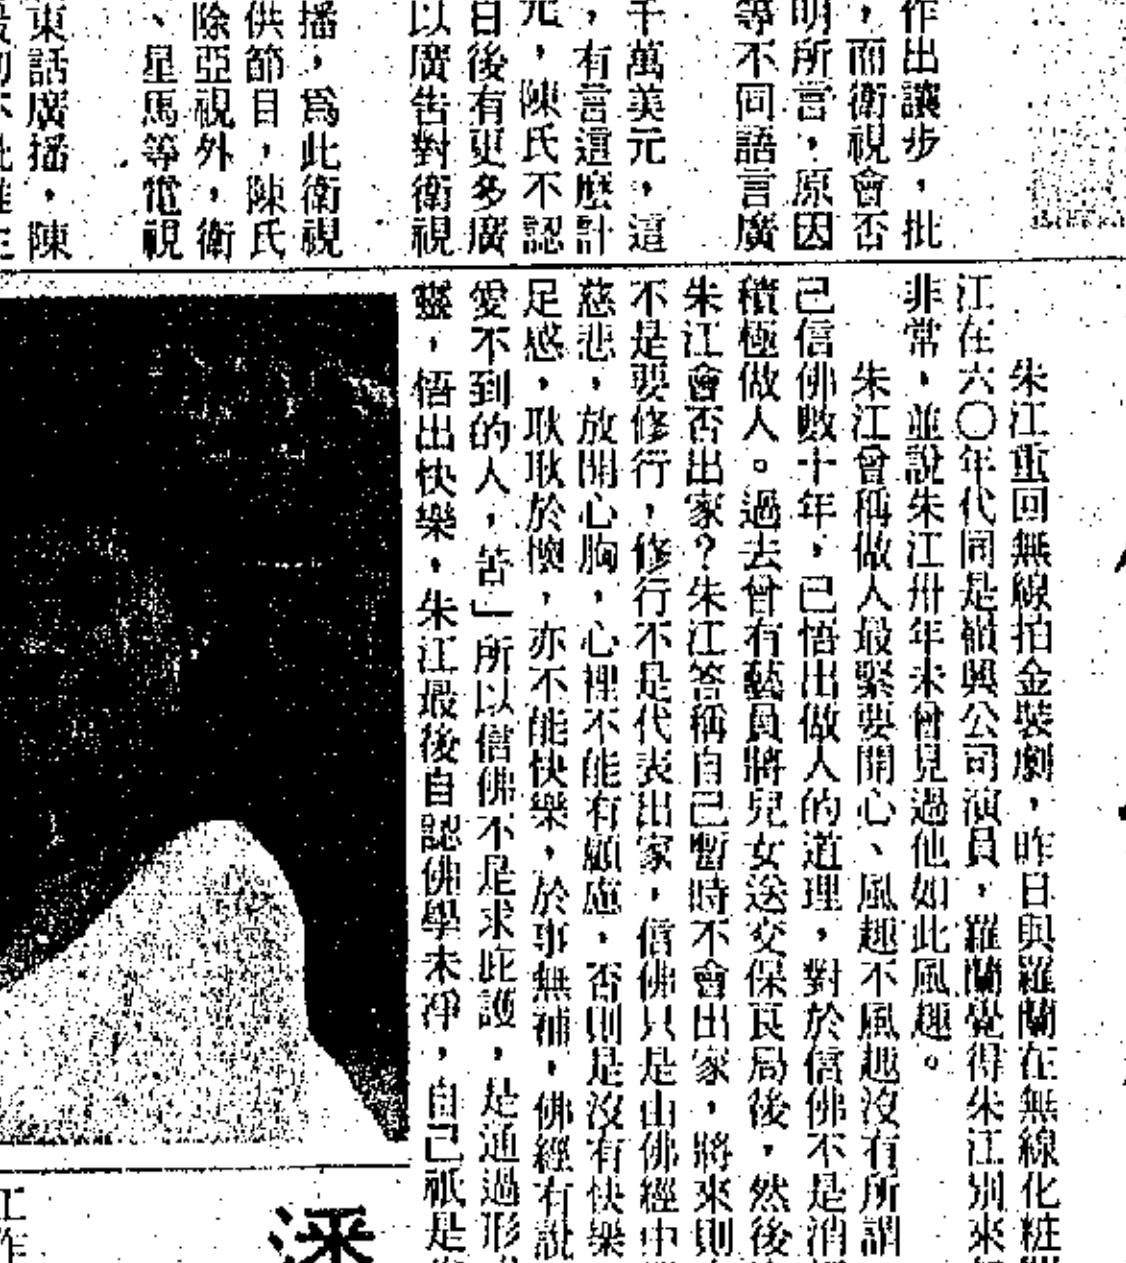 作出讓步，批
，而衛視會否
明所言，原因
等不同語言廣
千萬美元，這
，有言這麼計
元，陳氏不認
日後有更多廣
以廣告對衛視
播，爲此衛視
供節目，陳氏
除亞視外，衛
、星馬等電視
東話廣播，陳
朱江重回無線拍金裝劇，昨日與羅蘭在無線化粧
江在六〇年代同是嶺興公司演員，羅蘭覺得朱江別來
非常，並說朱江卅年未曾見過他如此風趣。
朱江曾稱做人最緊要開心、風趣不風趣沒有所謂
己信佛數十年，已悟出做人的道理，對於信佛不是消
積極做人。過去曾有藝員將兒女送交保良局後，然後
朱江會否出家？朱江答稱自己暫時不會出家，將來則
不是要修行，修行不是代表出家，信佛只是由佛經中
慈悲，放開心胸，心裡不能有顧慮，否則是沒有快樂
足惑，耿耿於懷，亦不能快樂，於事無補，佛經有說
愛不到的人，苦」所以信佛不是求庇護，是通過形
靈，悟出快樂，朱江最後自認佛學未凈，自己祇是
潘
工作